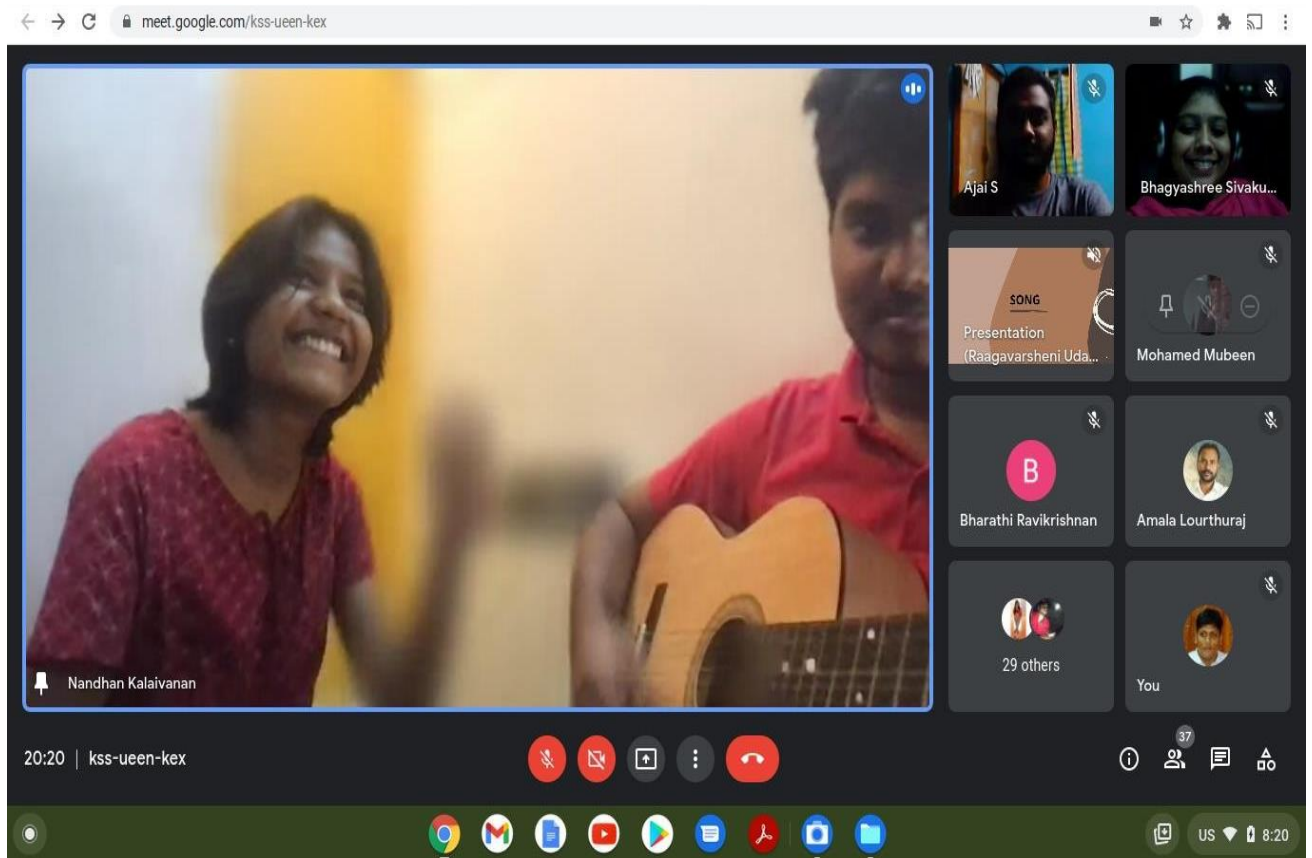 meet.google.com/kss-ueen-kex
Ajai S
Bhagyashree Sivaku...
SONG
Presentation
(Raagavarsheni Uda...
Mohamed Mubeen
B
Bharathi Ravikrishnan
Amala Lourthuraj
29 others
You
Nandhan Kalaivanan
20:20 | kss-ueen-kex
37
US 8:20